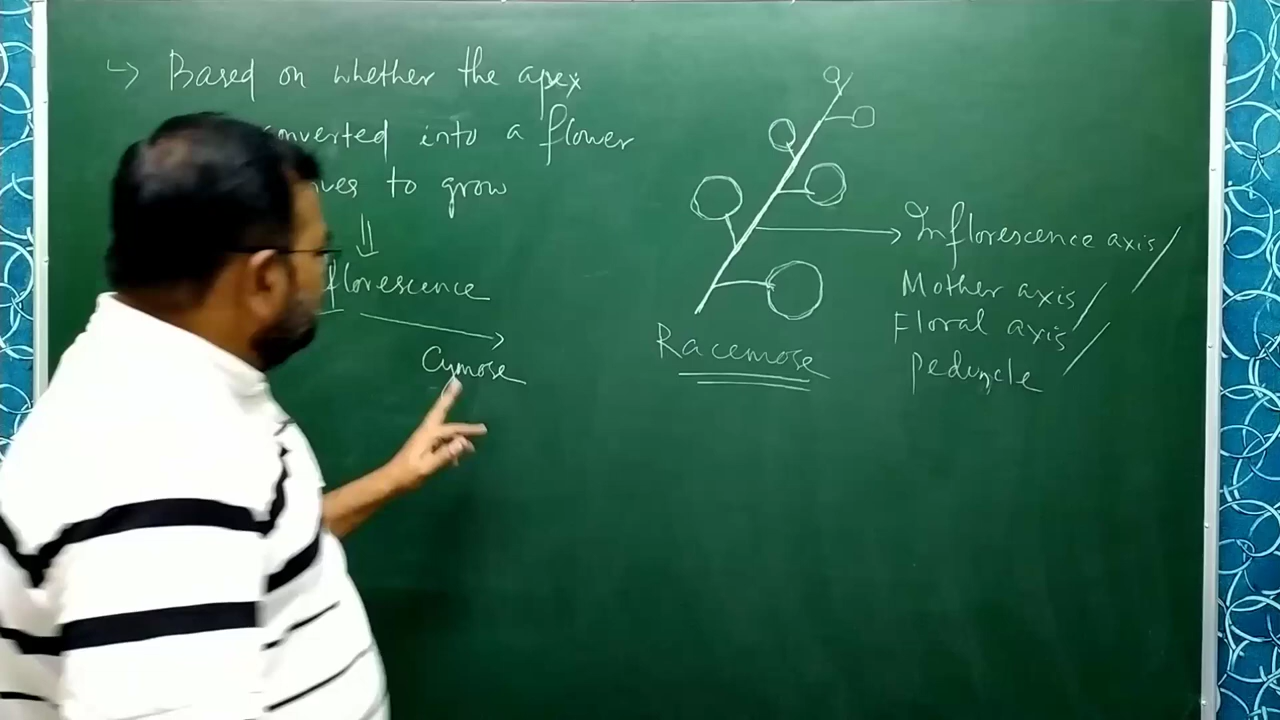 ↳ Based on whether the apex
converted into a flower
to grow
⇓
florescence
Cymose
Racemose
Inflorescence axis/
Mother axis/
Floral axis/
Peduncle